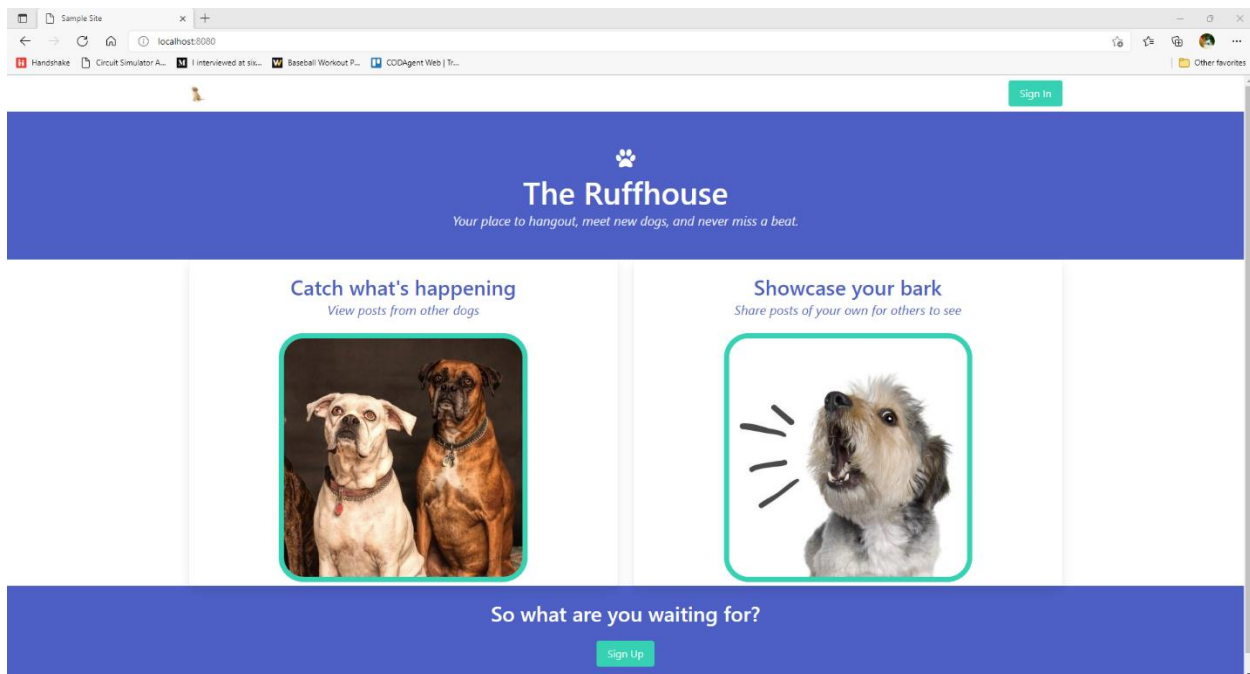 Sample Site
localhost:8080
Handshake
Circuit Simulator A...
I interviewed at six...
Baseball Workout P...
CODAgent Web | Tr...
Other favorites
Sign In
The Ruffhouse
Your place to hangout, meet new dogs, and never miss a beat.
Catch what's happening
View posts from other dogs
Showcase your bark
Share posts of your own for others to see
So what are you waiting for?
Sign Up